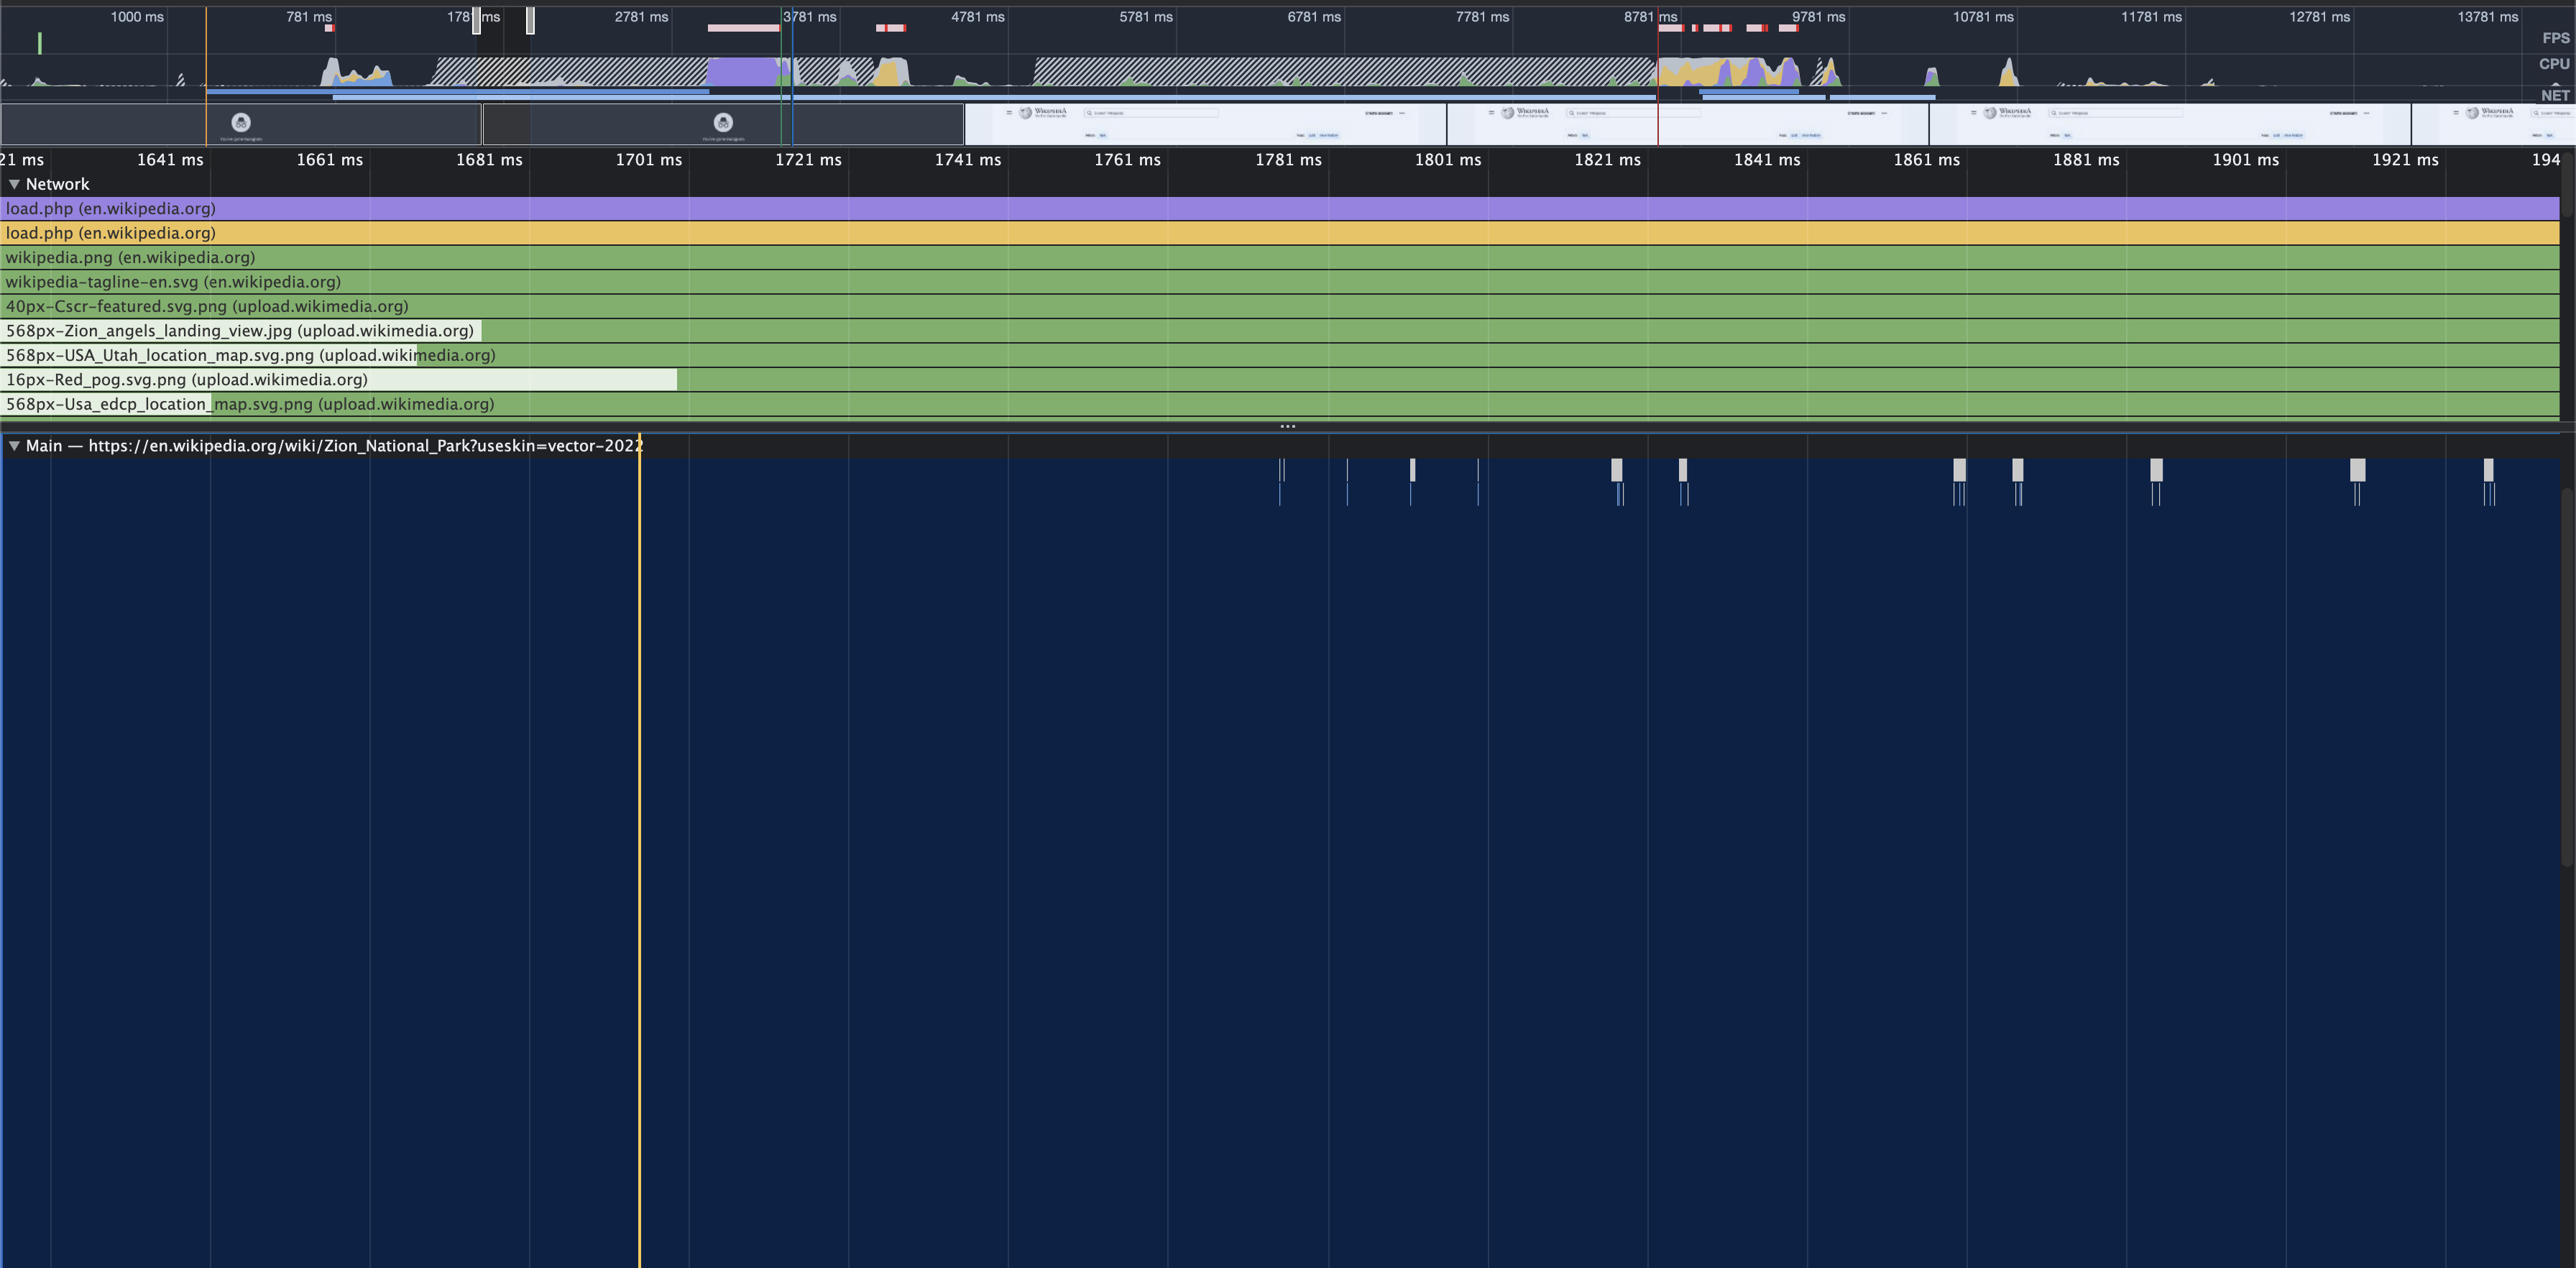 1000 ms 781 ms 1781 ms 2781 ms 3781 ms 4781 ms 5781 ms 6781 ms 7781 ms 8781 ms 9781 ms 10781 ms 11781 ms 12781 ms 13781 ms
FPS
CPU
NET
21 ms 1641 ms 1661 ms 1681 ms 1701 ms 1721 ms 1741 ms 1761 ms 1781 ms 1801 ms 1821 ms 1841 ms 1861 ms 1881 ms 1901 ms 1921 ms 194
▼ Network
load.php (en.wikipedia.org)
load.php (en.wikipedia.org)
wikipedia.png (en.wikipedia.org)
wikipedia-tagline-en.svg (en.wikipedia.org)
40px-Cscr-featured.svg.png (upload.wikimedia.org)
568px-Zion_angels_landing_view.jpg (upload.wikimedia.org)
568px-USA_Utah_location_map.svg.png (upload.wikimedia.org)
16px-Red_pog.svg.png (upload.wikimedia.org)
568px-Usa_edcp_location_map.svg.png (upload.wikimedia.org)
▼ Main — https://en.wikipedia.org/wiki/Zion_National_Park?useskin=vector-2022